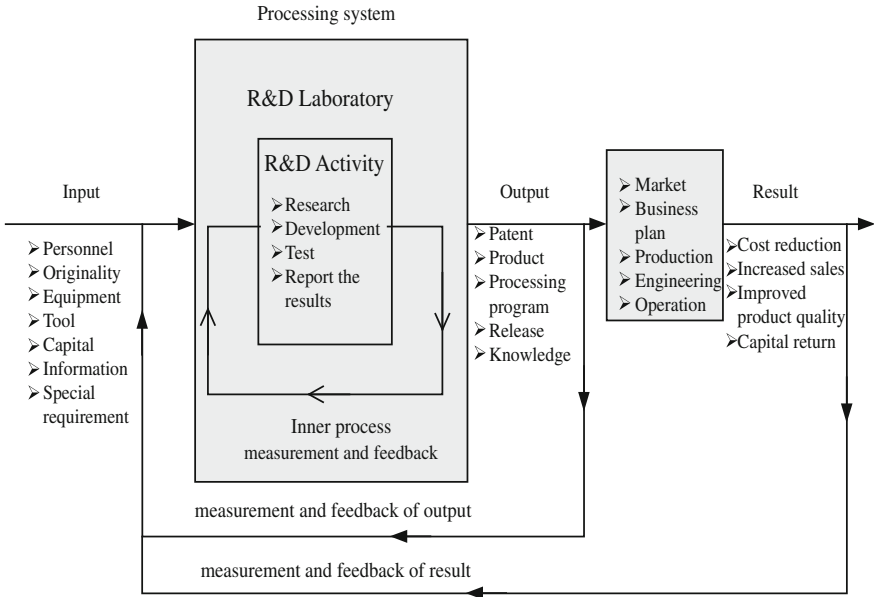 Processing system
R&D Laboratory
R&D Activity
➢ Research
➢ Development
➢ Test
➢ Report the
results
Inner process
measurement and feedback
Input
➢ Personnel
➢ Originality
➢ Equipment
➢ Tool
➢ Capital
➢ Information
➢ Special
requirement
Output
➢ Patent
➢ Product
➢ Processing
program
➢ Release
➢ Knowledge
➢ Market
➢ Business
plan
➢ Production
➢ Engineering
➢ Operation
Result
➢ Cost reduction
➢ Increased sales
➢ Improved
product quality
➢ Capital return
measurement and feedback of output
measurement and feedback of result